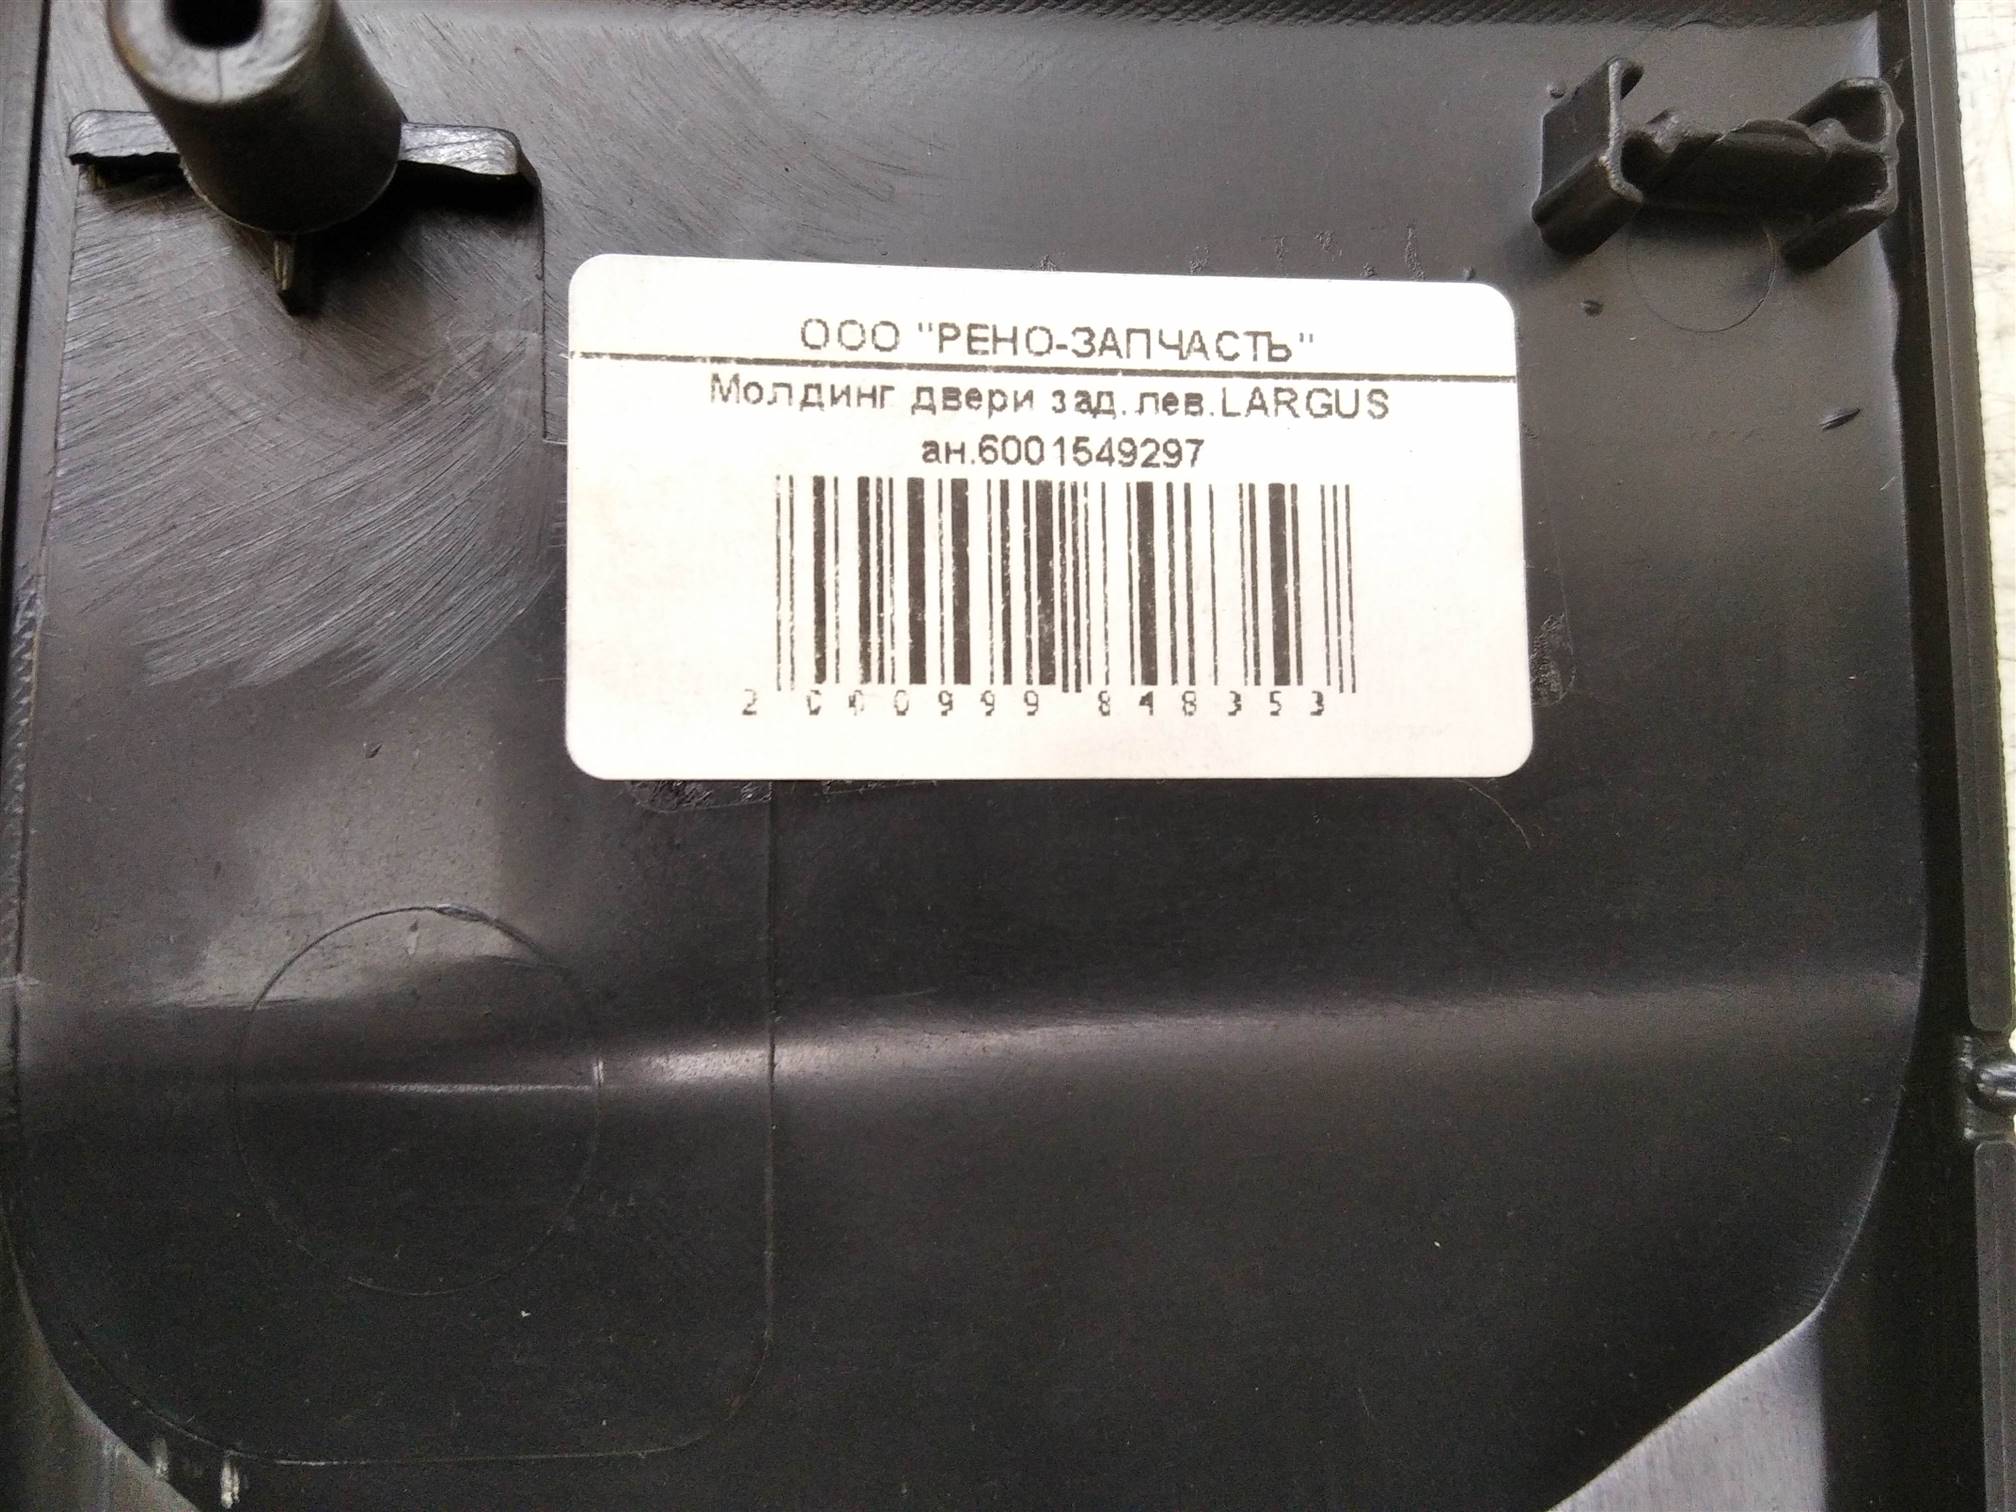 ООО "РЕНО-ЗАПЧАСТЬ"
Молдинг двери зад.лев.LARGUS
ан.6001549297
2 000999 848353